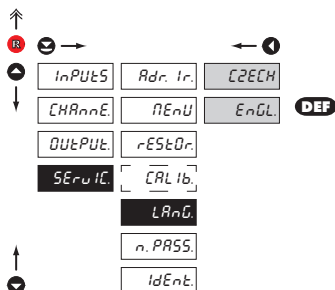 R
InPUtS
CHAnnE.
OUtPUt.
SErvIC.
Adr. Ir.
MEnU
rEStOr.
CALIb.
LAnG.
n. PASS.
IdEnt.
CZECH
EnGL.
DEF